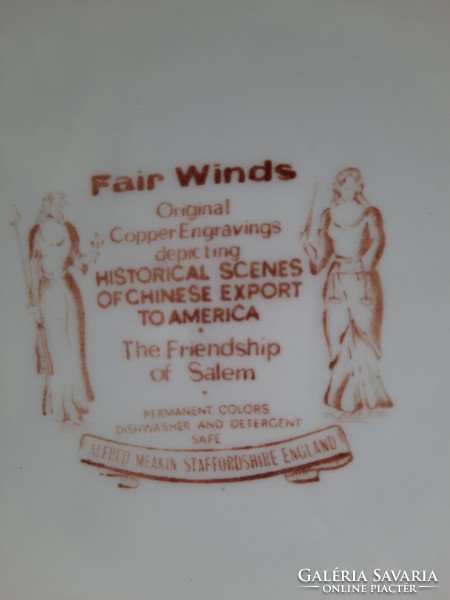 Fair Winds
Original
Copper Engravings
depicting
HISTORICAL SCENES
OF CHINESE EXPORT
TO AMERICA
•
The Friendship
of Salem
•
PERMANENT COLORS
DISHWASHER AND DETERGENT
SAFE
ALFRED MEAKIN STAFFORDSHIRE ENGLAND
GALÉRIA SAVARIA
ONLINE PIACTÉR